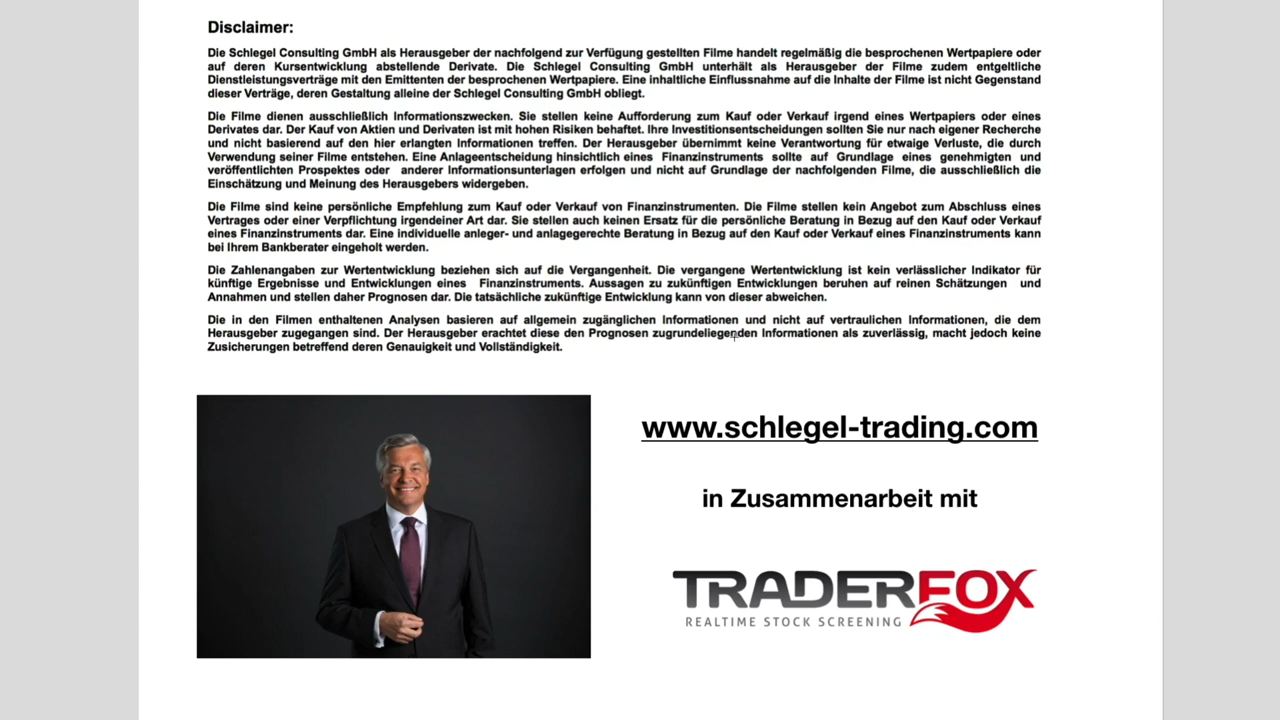 Disclaimer:
Die Schlegel Consulting GmbH als Herausgeber der nachfolgend zur Verfügung gestellten Filme handelt regelmäßig die besprochenen Wertpapiere oder
auf deren Kursentwicklung abstellende Derivate. Die Schlegel Consulting GmbH unterhält als Herausgeber der Filme zudem entgeltliche
Dienstleistungsverträge mit den Emittenten der besprochenen Wertpapiere. Eine inhaltliche Einflussnahme auf die Inhalte der Filme ist nicht Gegenstand
dieser Verträge, deren Gestaltung alleine der Schlegel Consulting GmbH obliegt.
Die Filme dienen ausschließlich Informationszwecken. Sie stellen keine Aufforderung zum Kauf oder Verkauf irgend eines Wertpapiers oder eines
Derivates dar. Der Kauf von Aktien und Derivaten ist mit hohen Risiken behaftet. Ihre Investitionsentscheidungen sollten Sie nur nach eigener Recherche
und nicht basierend auf den hier erlangten Informationen treffen. Der Herausgeber übernimmt keine Verantwortung für etwaige Verluste, die durch
Verwendung seiner Filme entstehen. Eine Anlageentscheidung hinsichtlich eines Finanzinstruments sollte auf Grundlage eines genehmigten und
veröffentlichten Prospektes oder anderer Informationsunterlagen erfolgen und nicht auf Grundlage der nachfolgenden Filme, die ausschließlich die
Einschätzung und Meinung des Herausgebers widergeben.
Die Filme sind keine persönliche Empfehlung zum Kauf oder Verkauf von Finanzinstrumenten. Die Filme stellen kein Angebot zum Abschluss eines
Vertrages oder einer Verpflichtung irgendeiner Art dar. Sie stellen auch keinen Ersatz für die persönliche Beratung in Bezug auf den Kauf oder Verkauf
eines Finanzinstruments dar. Eine individuelle anleger- und anlagegerechte Beratung in Bezug auf den Kauf oder Verkauf eines Finanzinstruments kann
bei Ihrem Bankberater eingeholt werden.
Die Zahlenangaben zur Wertentwicklung beziehen sich auf die Vergangenheit. Die vergangene Wertentwicklung ist kein verlässlicher Indikator für
künftige Ergebnisse und Entwicklungen eines Finanzinstruments. Aussagen zu zukünftigen Entwicklungen beruhen auf reinen Schätzungen und
Annahmen und stellen daher Prognosen dar. Die tatsächliche zukünftige Entwicklung kann von dieser abweichen.
Die in den Filmen enthaltenen Analysen basieren auf allgemein zugänglichen Informationen und nicht auf vertraulichen Informationen, die dem
Herausgeber zugegangen sind. Der Herausgeber erachtet diese den Prognosen zugrundeliegenden Informationen als zuverlässig, macht jedoch keine
Zusicherungen betreffend deren Genauigkeit und Vollständigkeit.
www.schlegel-trading.com
in Zusammenarbeit mit
TRADERFOX
REALTIME STOCK SCREENING